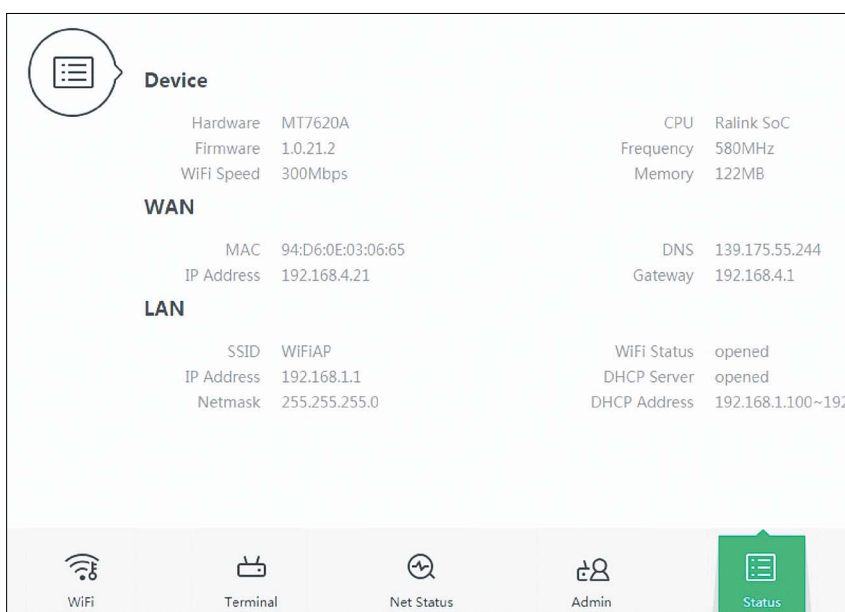 Device
Hardware MT7620A CPU Ralink SoC
Firmware 1.0.21.2 Frequency 580MHz
WiFi Speed 300Mbps Memory 122MB
WAN
MAC 94:D6:0E:03:06:65 DNS 139.175.55.244
IP Address 192.168.4.21 Gateway 192.168.4.1
LAN
SSID WiFiAP WiFi Status opened
IP Address 192.168.1.1 DHCP Server opened
Netmask 255.255.255.0 DHCP Address 192.168.1.100~192
WiFi Terminal Net Status Admin Status